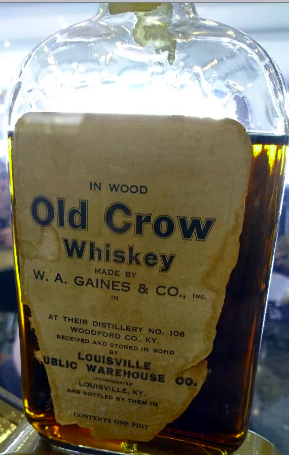 IN WOOD
Old Crow
Whiskey
MADE BY
W. A. GAINES & CO., INC.
IN
AT THEIR DISTILLERY NO. 106
WOODFORD CO., KY.
RECEIVED AND STORED IN BOND
BY
LOUISVILLE
UBLIC WAREHOUSE CO.
INCORPORATED
LOUISVILLE, KY.
AND BOTTLED BY THEM IN
CONTENTS ONE PINT